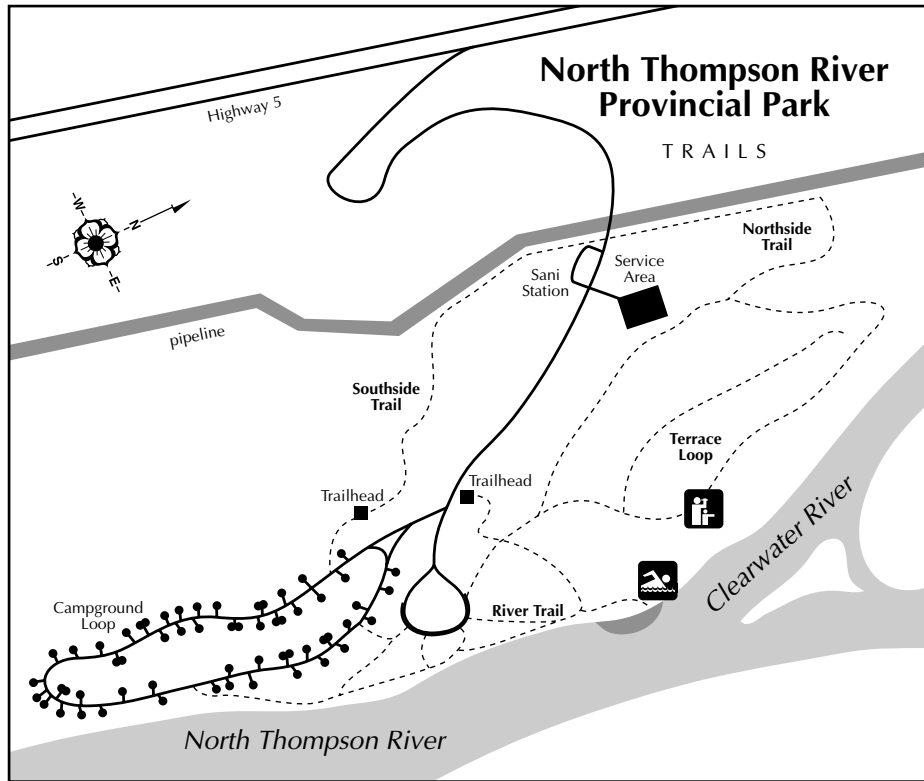 North Thompson River
Provincial Park
TRAILS
Highway 5
W
N
S
E
Northside
Trail
Service
Area
Sani
Station
pipeline
Southside
Trail
Terrace
Loop
Trailhead
Trailhead
Clearwater River
Campground
Loop
River Trail
North Thompson River